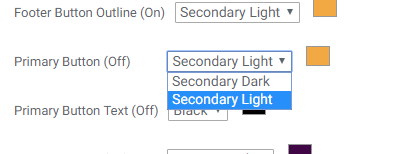 Footer Button Outline (On) Secondary Light
Primary Button (Off) Secondary Light
Secondary Dark
Secondary Light
Primary Button Text (Off) Black